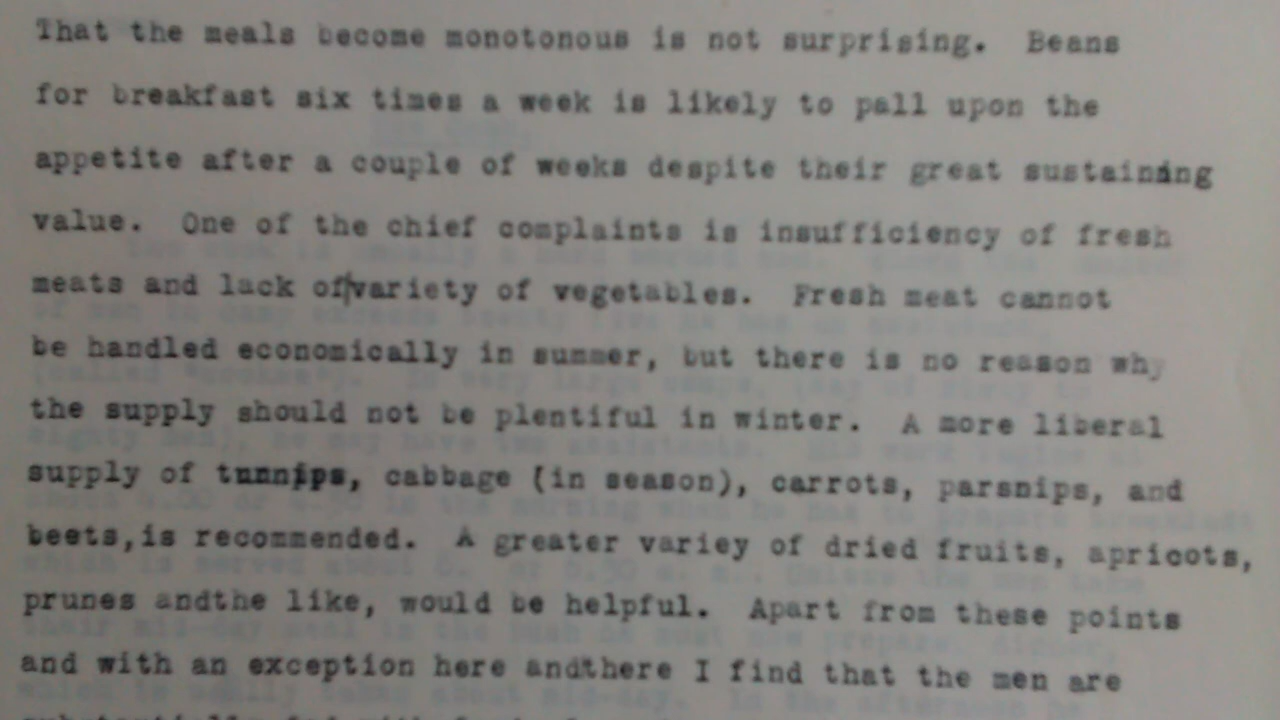 That the meals become monotonous is not surprising. Beans
for breakfast six times a week is likely to pall upon the
appetite after a couple of weeks despite their great sustaining
value. One of the chief complaints is insufficiency of fresh
meats and lack of variety of vegetables. Fresh meat cannot
be handled economically in summer, but there is no reason why
the supply should not be plentiful in winter. A more liberal
supply of turnips, cabbage (in season), carrots, parsnips, and
beets,is recommended. A greater variey of dried fruits, apricots,
prunes andthe like, would be helpful. Apart from these points
and with an exception here andthere I find that the men are